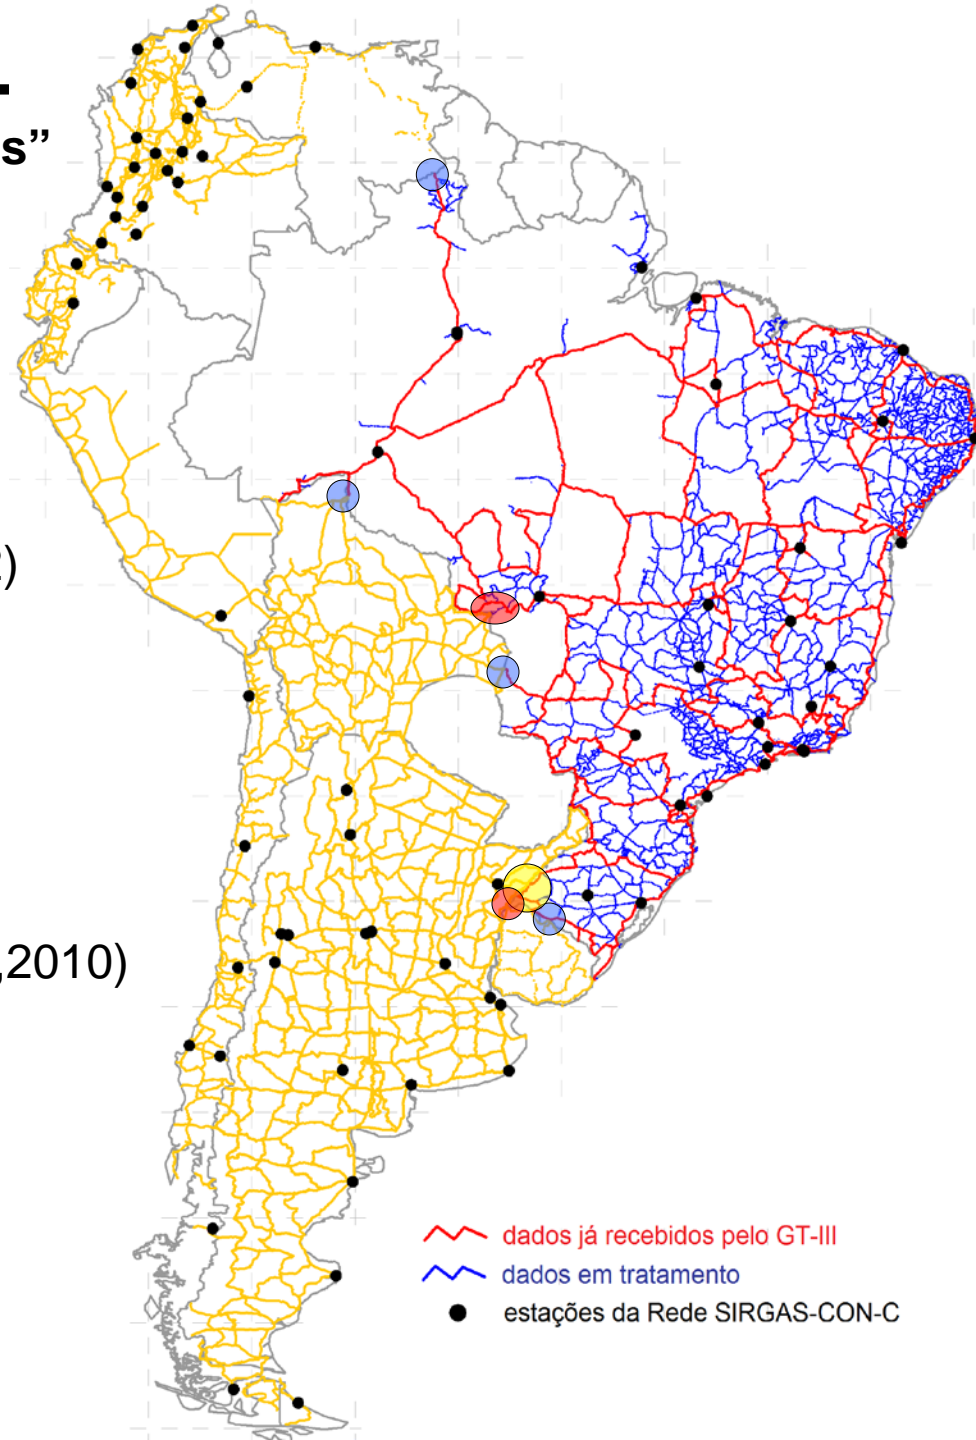 s”
2)
,2010)
dados já recebidos pelo GT-III
dados em tratamento
estações da Rede SIRGAS-CON-C